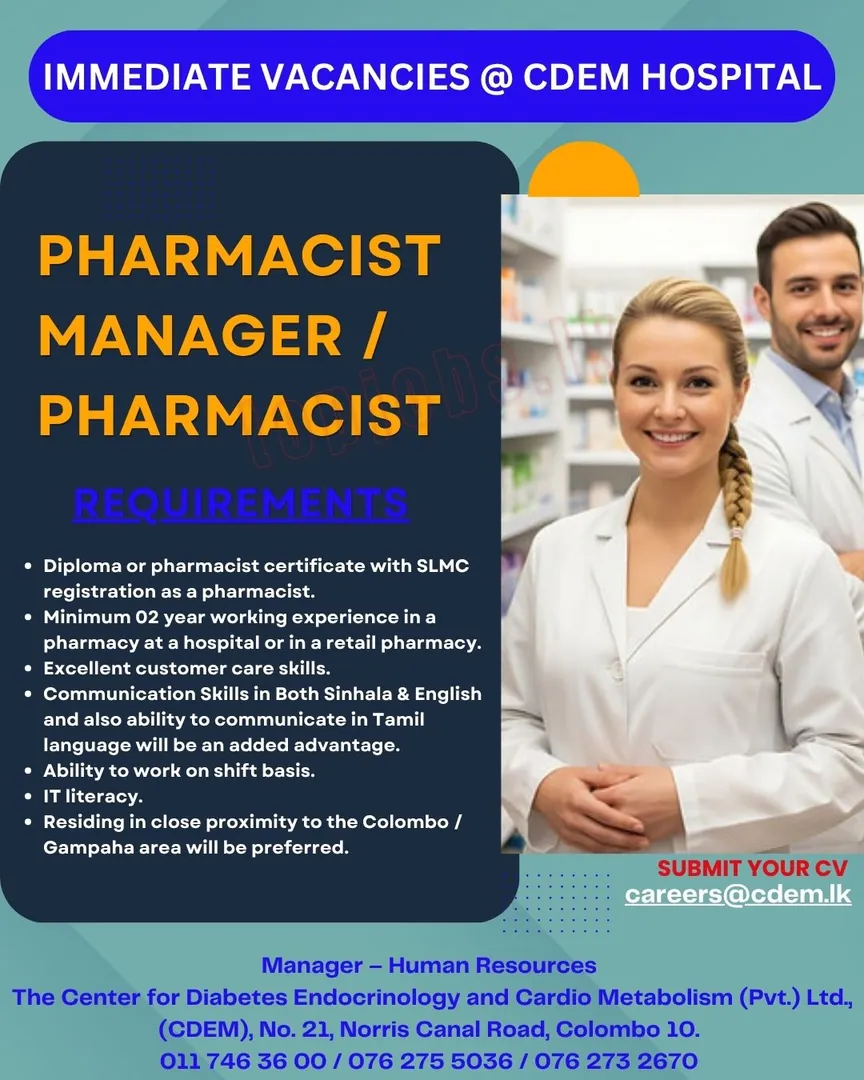 IMMEDIATE VACANCIES @ CDEM HOSPITAL
PHARMACIST
MANAGER /
PHARMACIST
topjobs.
REQUIREMENTS
• Diploma or pharmacist certificate with SLMC
registration as a pharmacist.
• Minimum 02 year working experience in a
pharmacy at a hospital or in a retail pharmacy.
• Excellent customer care skills.
• Communication Skills in Both Sinhala & English
and also ability to communicate in Tamil
language will be an added advantage.
• Ability to work on shift basis.
• IT literacy.
• Residing in close proximity to the Colombo /
Gampaha area will be preferred.
SUBMIT YOUR CV
careers@cdem.lk
Manager – Human Resources
The Center for Diabetes Endocrinology and Cardio Metabolism (Pvt.) Ltd.,
(CDEM), No. 21, Norris Canal Road, Colombo 10.
011 746 36 00 / 076 275 5036 / 076 273 2670